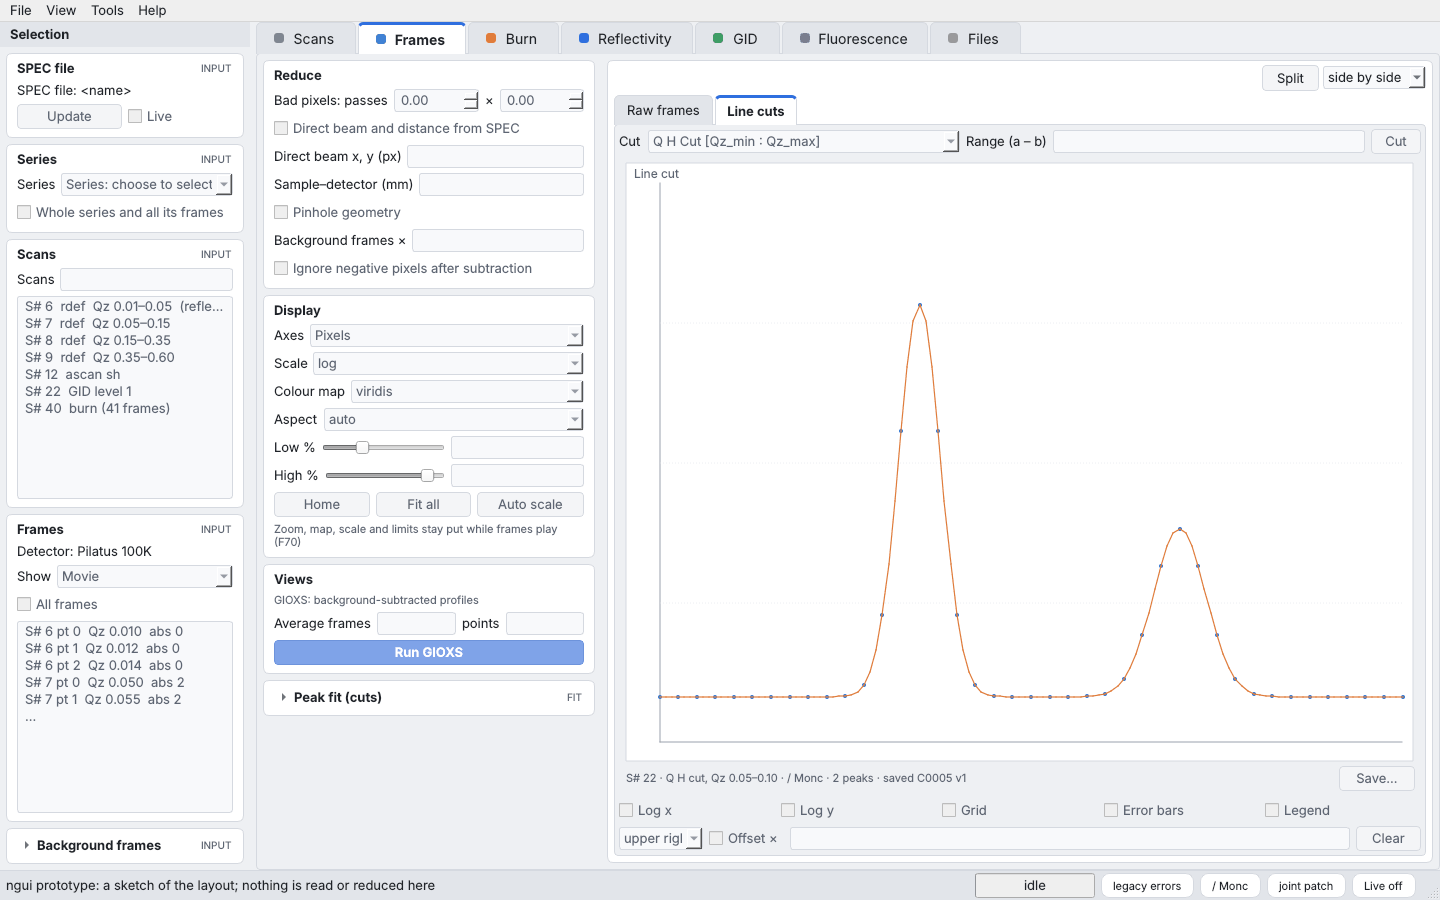 File View Tools Help
Selection
Scans Frames Burn Reflectivity GID Fluorescence Files
SPEC file INPUT
SPEC file: <name>
Update Live
Series INPUT
Series Series: choose to select
Whole series and all its frames
Scans INPUT
Scans
S# 6 rdef Qz 0.01–0.05 (refle...
S# 7 rdef Qz 0.05–0.15
S# 8 rdef Qz 0.15–0.35
S# 9 rdef Qz 0.35–0.60
S# 12 ascan sh
S# 22 GID level 1
S# 40 burn (41 frames)
Frames INPUT
Detector: Pilatus 100K
Show Movie
All frames
S# 6 pt 0 Qz 0.010 abs 0
S# 6 pt 1 Qz 0.012 abs 0
S# 6 pt 2 Qz 0.014 abs 0
S# 7 pt 0 Qz 0.050 abs 2
S# 7 pt 1 Qz 0.055 abs 2
...
Background frames INPUT
Reduce
Bad pixels: passes 0.00 × 0.00
Direct beam and distance from SPEC
Direct beam x, y (px)
Sample–detector (mm)
Pinhole geometry
Background frames ×
Ignore negative pixels after subtraction
Display
Axes Pixels
Scale log
Colour map viridis
Aspect auto
Low %
High %
Home Fit all Auto scale
Zoom, map, scale and limits stay put while frames play
(F70)
Views
GIOXS: background-subtracted profiles
Average frames points
Run GIOXS
Peak fit (cuts) FIT
Split side by side
Raw frames Line cuts
Cut Q H Cut [Qz_min : Qz_max] Range (a – b) Cut
Line cut
S# 22 · Q H cut, Qz 0.05–0.10 · / Monc · 2 peaks · saved C0005 v1
Save...
Log x Log y Grid Error bars Legend
upper rigl Offset × Clear
ngui prototype: a sketch of the layout; nothing is read or reduced here
idle legacy errors / Monc joint patch Live off